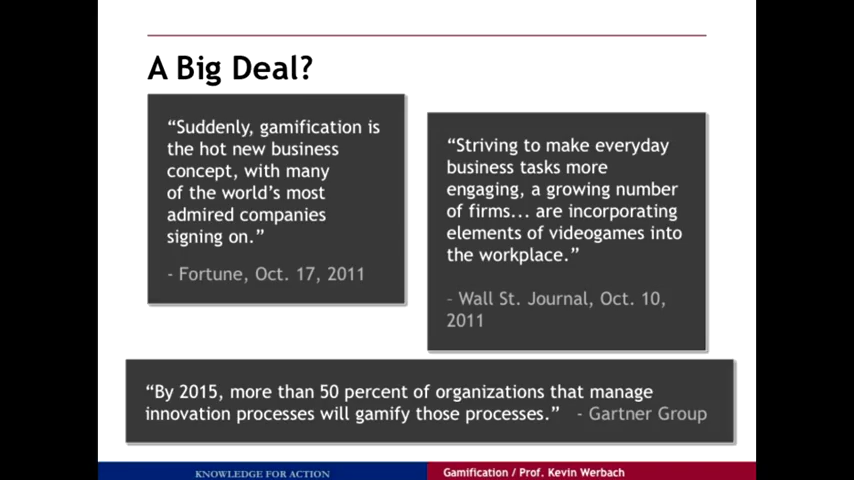 A Big Deal?
“Suddenly, gamification is
the hot new business
concept, with many
of the world’s most
admired companies
signing on.”
- Fortune, Oct. 17, 2011
“Striving to make everyday
business tasks more
engaging, a growing number
of firms... are incorporating
elements of videogames into
the workplace.”
– Wall St. Journal, Oct. 10,
2011
“By 2015, more than 50 percent of organizations that manage
innovation processes will gamify those processes.” - Gartner Group
KNOWLEDGE FOR ACTION
Gamification / Prof. Kevin Werbach